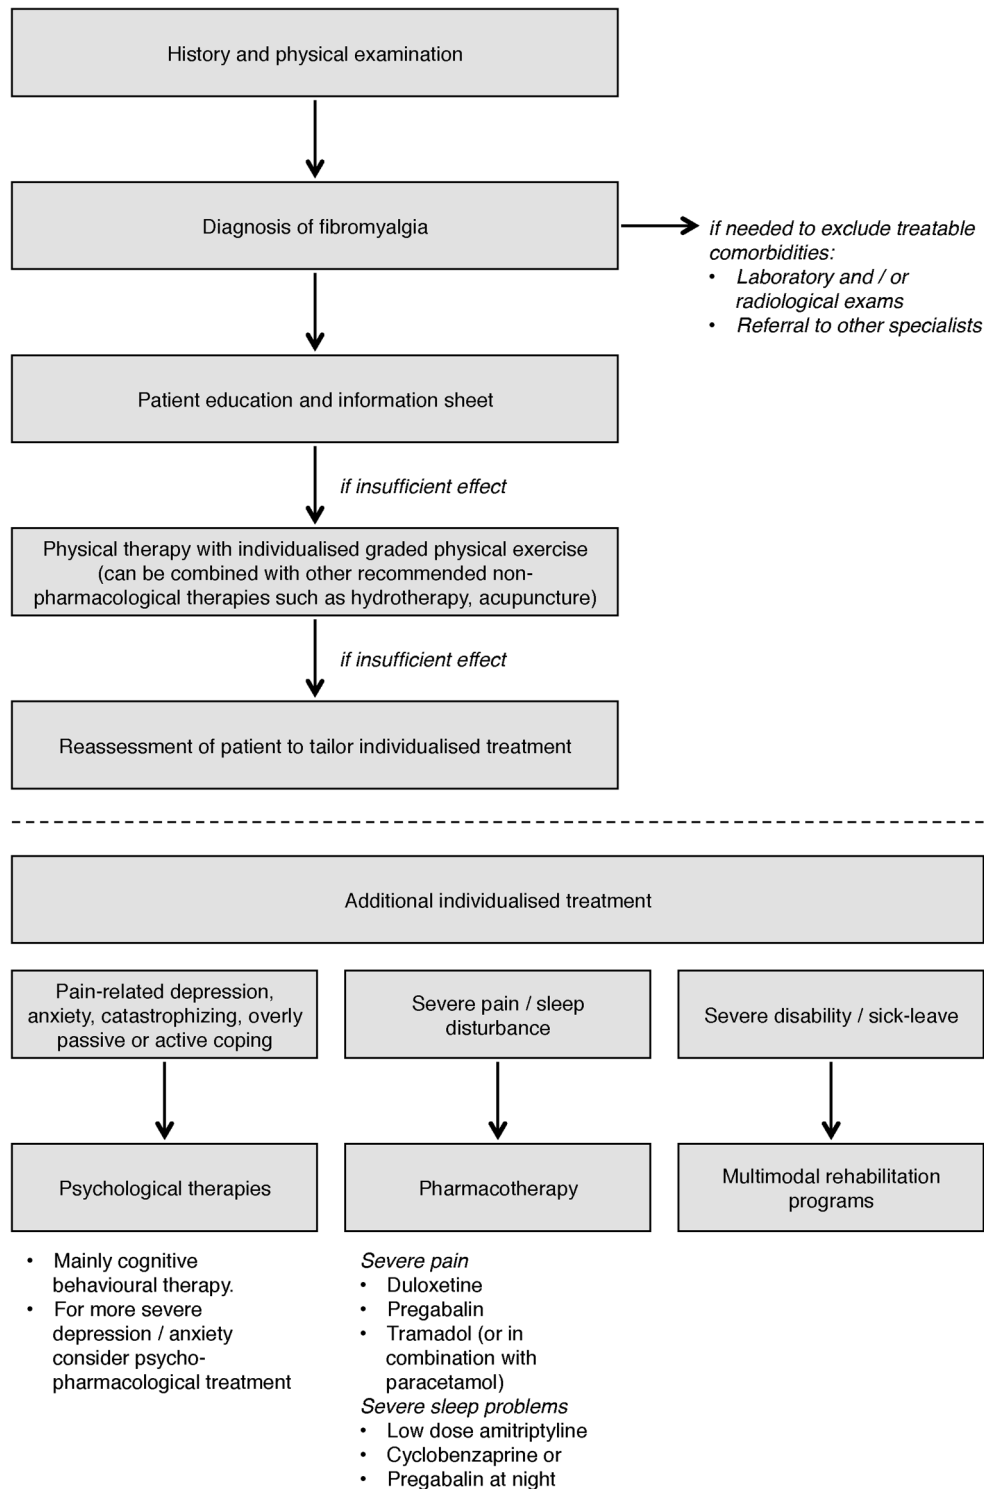 History and physical examination
Diagnosis of fibromyalgia
if needed to exclude treatable
comorbidities:
• Laboratory and / or
radiological exams
• Referral to other specialists
Patient education and information sheet
if insufficient effect
Physical therapy with individualised graded physical exercise
(can be combined with other recommended non-
pharmacological therapies such as hydrotherapy, acupuncture)
if insufficient effect
Reassessment of patient to tailor individualised treatment
Additional individualised treatment
Pain-related depression,
anxiety, catastrophizing, overly
passive or active coping
Severe pain / sleep
disturbance
Severe disability / sick-leave
Psychological therapies
Pharmacotherapy
Multimodal rehabilitation
programs
• Mainly cognitive
behavioural therapy.
• For more severe
depression / anxiety
consider psycho-
pharmacological treatment
Severe pain
• Duloxetine
• Pregabalin
• Tramadol (or in
combination with
paracetamol)
Severe sleep problems
• Low dose amitriptyline
• Cyclobenzaprine or
• Pregabalin at night